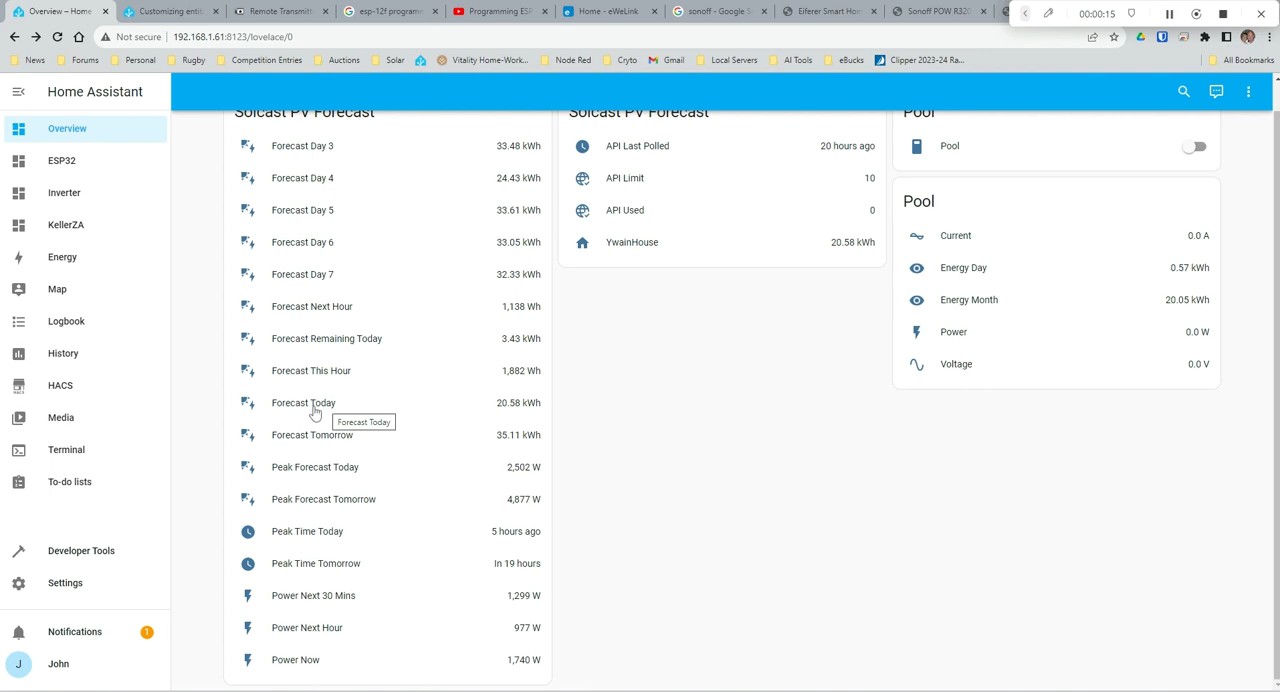 Overview – Home
Customizing entit
Remote Transmitt
esp-12f programm
Programming ESP
Home - eWeLink
sonoff - Google S
Eiferer Smart Hom
Sonoff POW R320
00:00:15
Not secure
192.168.1.61:8123/lovelace/0
News
Forums
Personal
Rugby
Competition Entries
Auctions
Solar
Vitality Home-Work...
Node Red
Cryto
Gmail
Local Servers
AI Tools
eBucks
Clipper 2023-24 Ra...
All Bookmarks
Home Assistant
Overview
ESP32
Inverter
KellerZA
Energy
Map
Logbook
History
HACS
HACS
Media
Terminal
To-do lists
Developer Tools
Settings
Notifications
1
J
John
Solcast PV Forecast
Forecast Day 3
33.48 kWh
Forecast Day 4
24.43 kWh
Forecast Day 5
33.61 kWh
Forecast Day 6
33.05 kWh
Forecast Day 7
32.33 kWh
Forecast Next Hour
1,138 Wh
Forecast Remaining Today
3.43 kWh
Forecast This Hour
1,882 Wh
Forecast Today
20.58 kWh
Forecast Today
Forecast Tomorrow
35.11 kWh
Peak Forecast Today
2,502 W
Peak Forecast Tomorrow
4,877 W
Peak Time Today
5 hours ago
Peak Time Tomorrow
In 19 hours
Power Next 30 Mins
1,299 W
Power Next Hour
977 W
Power Now
1,740 W
Solcast PV Forecast
API Last Polled
20 hours ago
API Limit
10
API Used
0
YwainHouse
20.58 kWh
Pool
Pool
Pool
Current
0.0 A
Energy Day
0.57 kWh
Energy Month
20.05 kWh
Power
0.0 W
Voltage
0.0 V